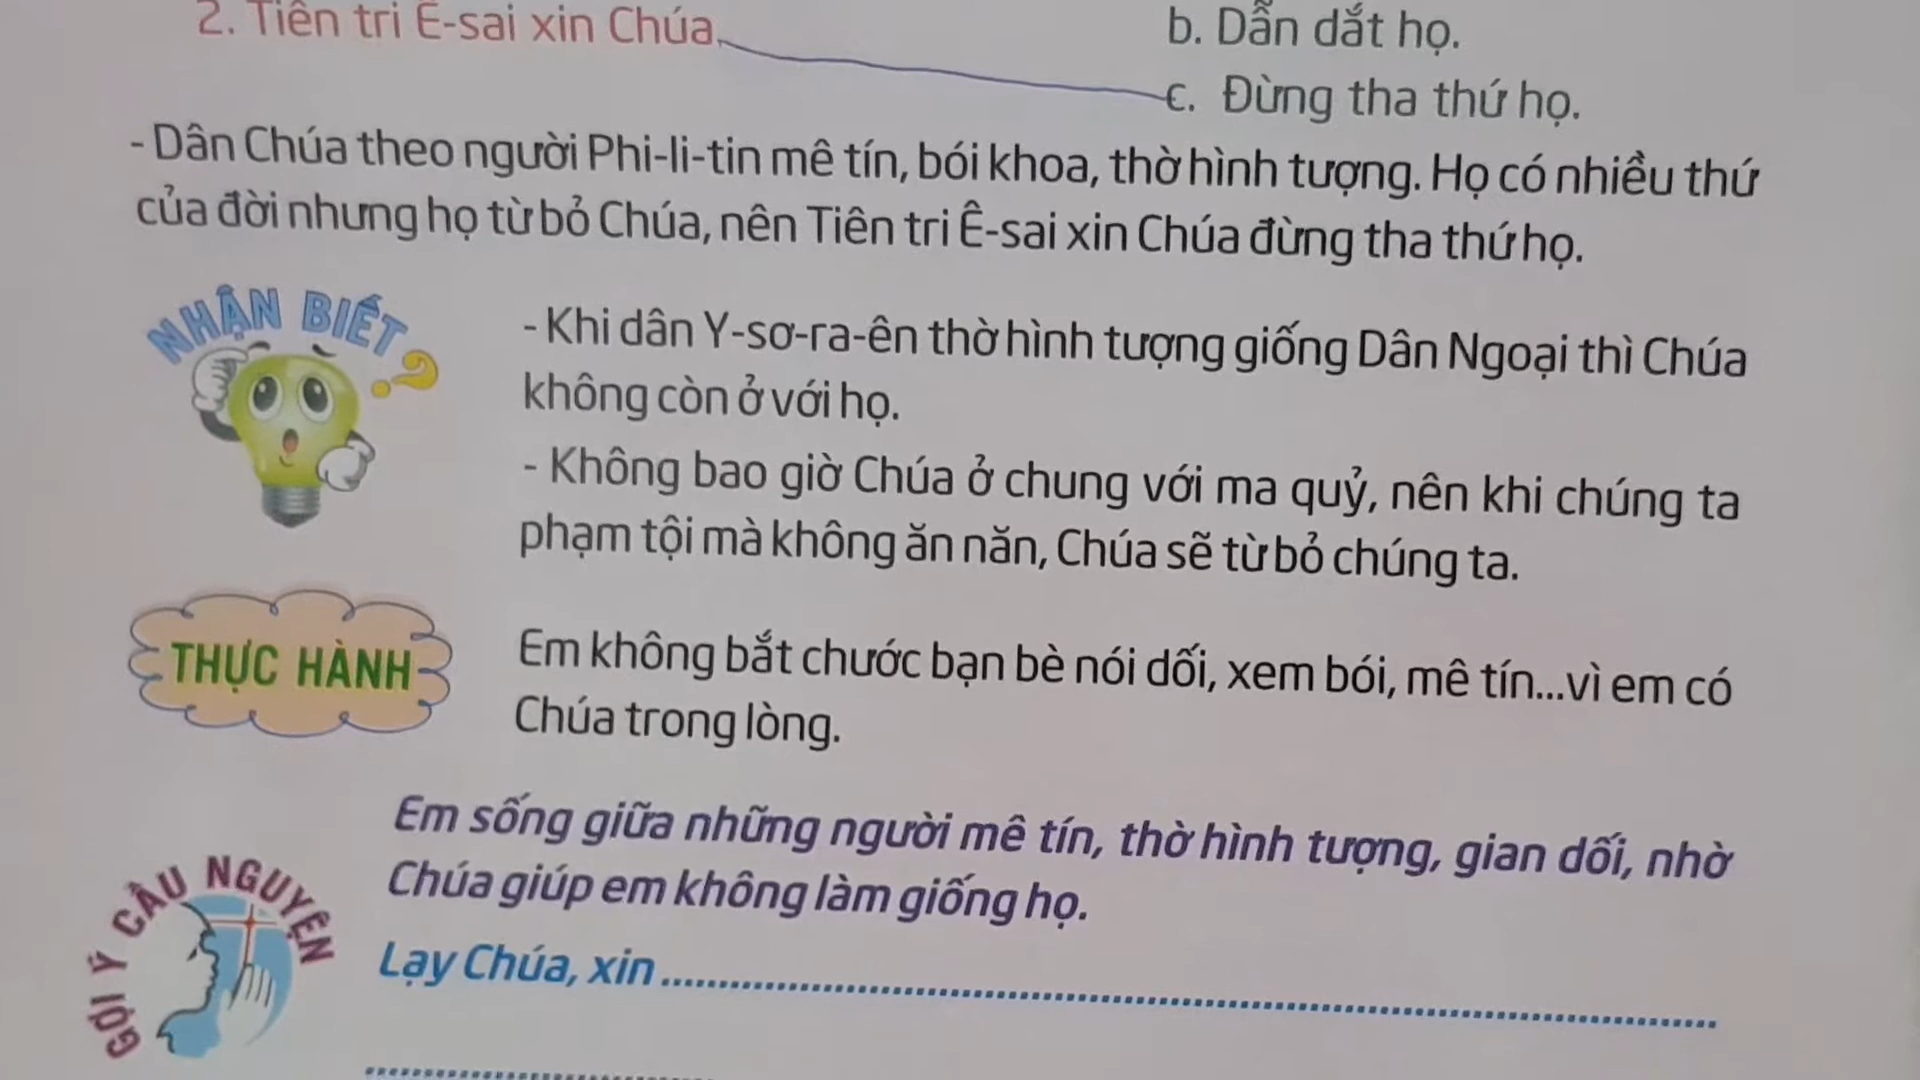 2. Tiên tri Ê-sai xin Chúa
b. Dẫn dắt họ.
c. Đừng tha thứ họ.
- Dân Chúa theo người Phi-li-tin mê tín, bói khoa, thờ hình tượng. Họ có nhiều thứ
của đời nhưng họ từ bỏ Chúa, nên Tiên tri Ê-sai xin Chúa đừng tha thứ họ.
NHẬN BIẾT?
- Khi dân Y-sơ-ra-ên thờ hình tượng giống Dân Ngoại thì Chúa
không còn ở với họ.
- Không bao giờ Chúa ở chung với ma quỷ, nên khi chúng ta
phạm tội mà không ăn năn, Chúa sẽ từ bỏ chúng ta.
THỰC HÀNH
Em không bắt chước bạn bè nói dối, xem bói, mê tín...vì em có
Chúa trong lòng.
GỢI Ý CẦU NGUYỆN
Em sống giữa những người mê tín, thờ hình tượng, gian dối, nhờ
Chúa giúp em không làm giống họ.
Lạy Chúa, xin